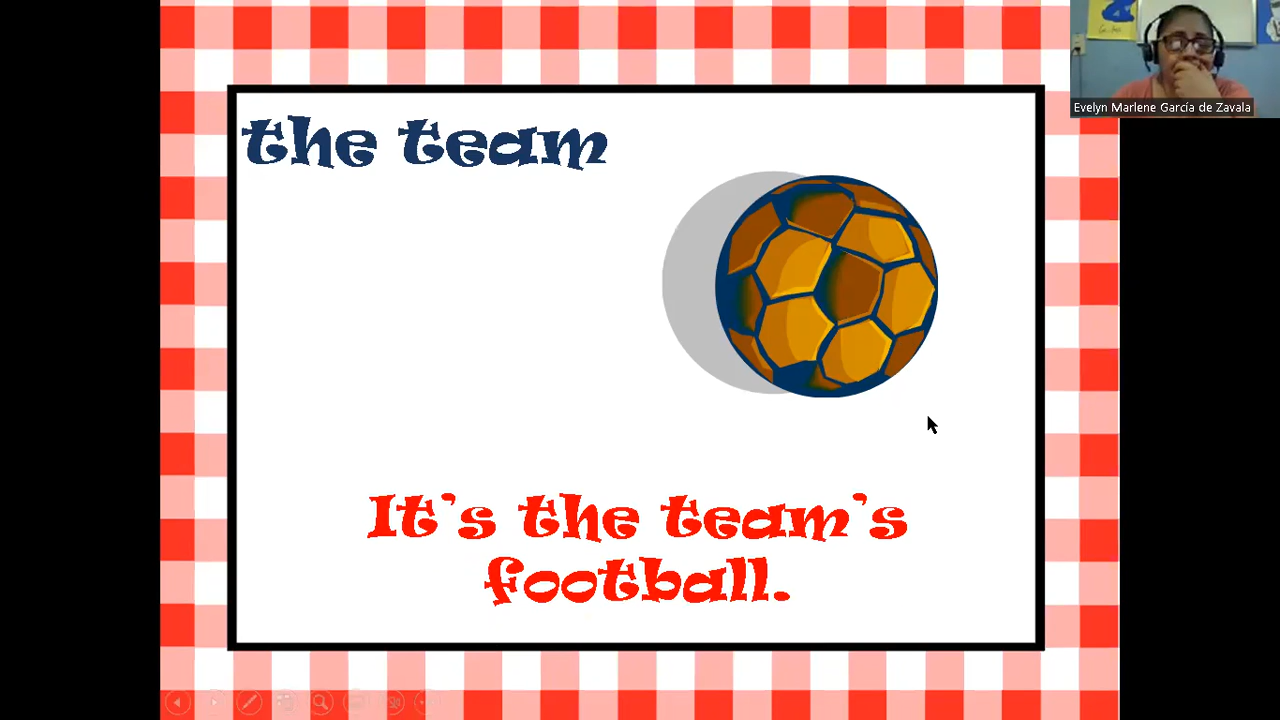 the team
Evelyn Marlene García de Zavala
It's the team's
football.